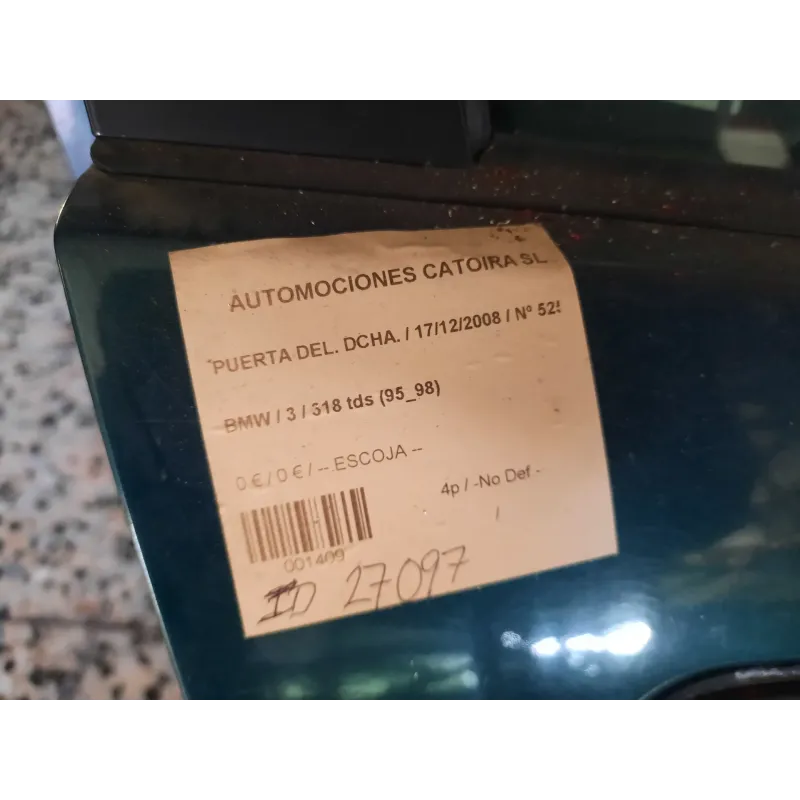 AUTOMOCIONES CATOIRA SL
PUERTA DEL. DCHA. / 17/12/2008 / Nº 525
BMW / 3 / 318 tds (95_98)
0 € / 0 € / -- ESCOJA --
4p / -No Def -
/
001409
ID 27097